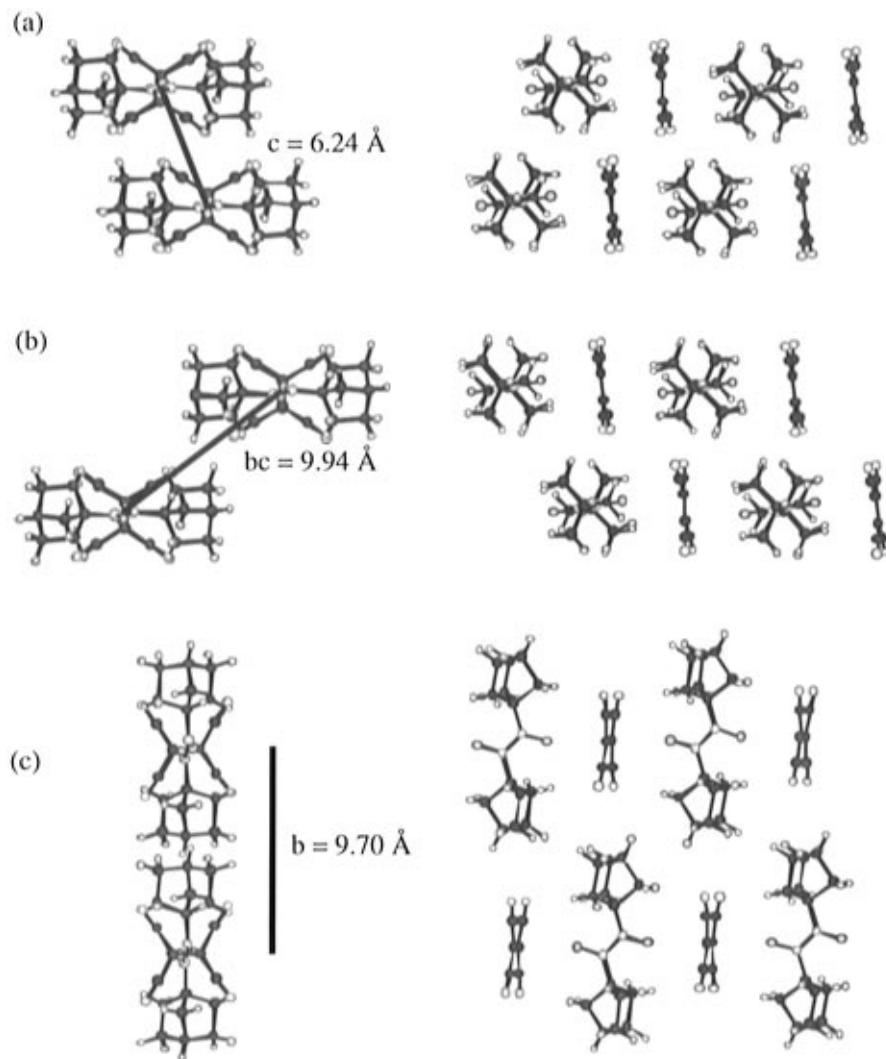 (a)
c = 6.24 Å
(b)
bc = 9.94 Å
(c)
b = 9.70 Å